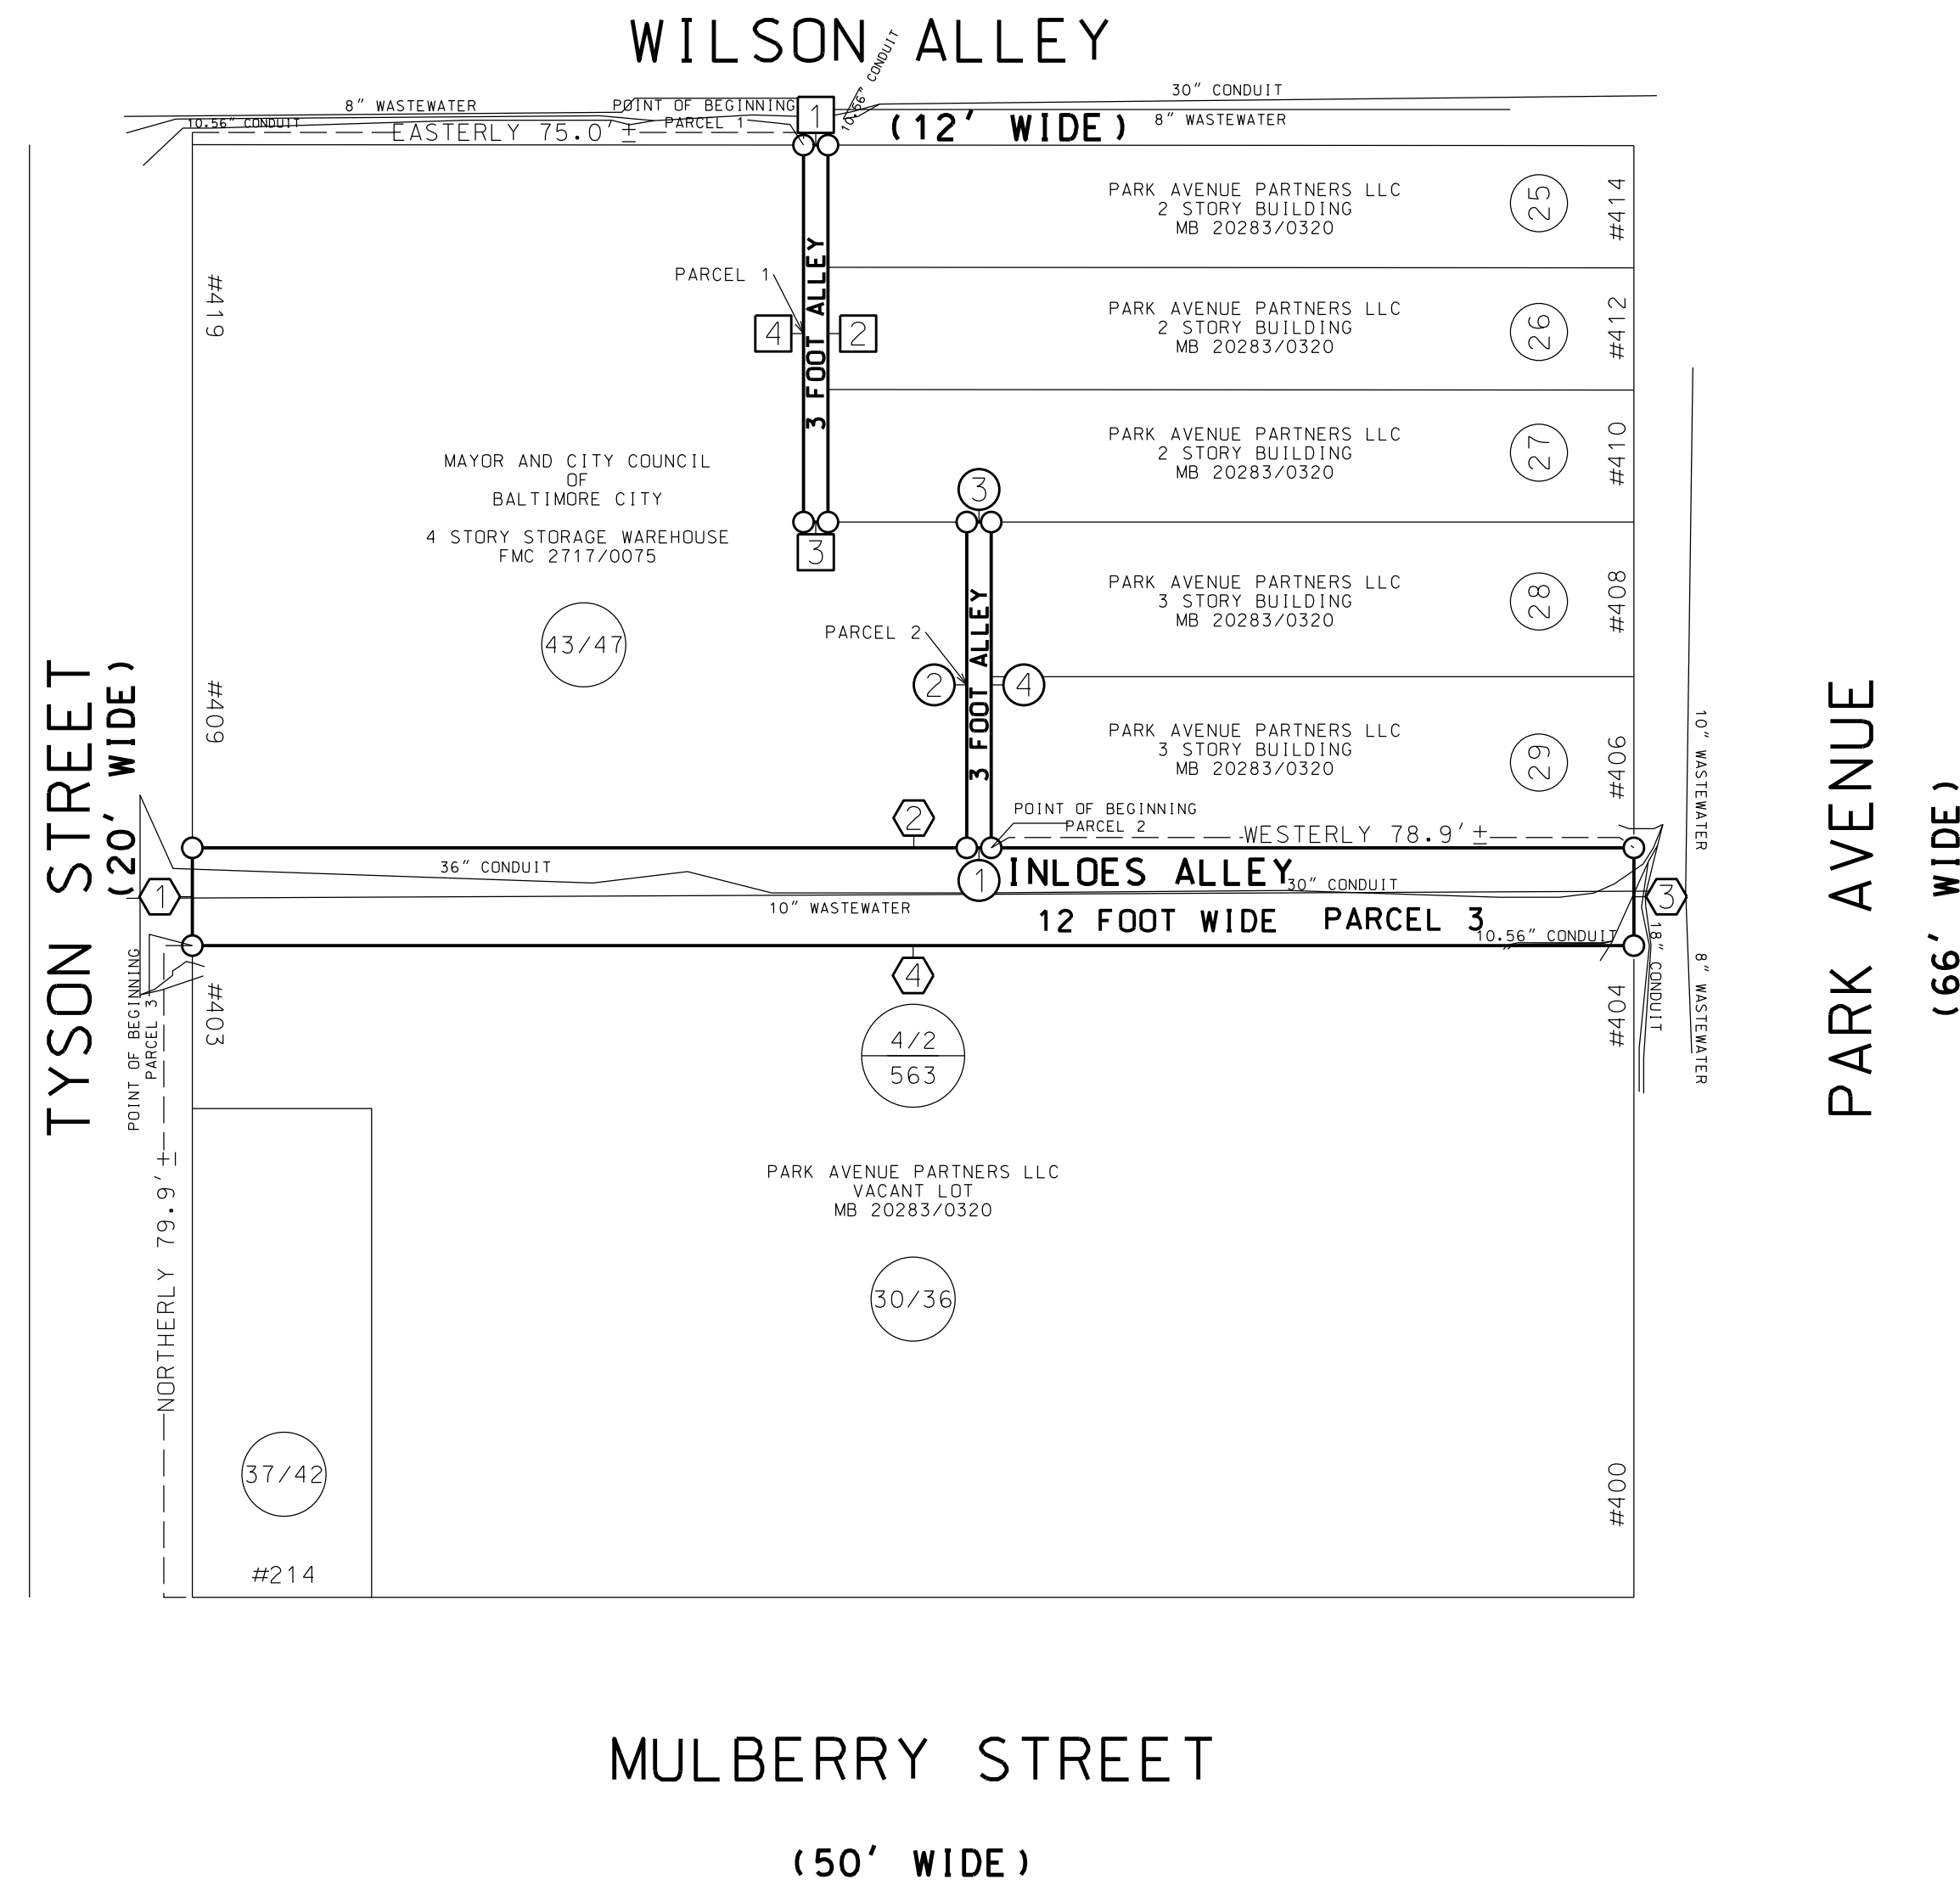 WILSON ALLEY
(12' WIDE)
30" CONDUIT
8" WASTEWATER
10.56" CONDUIT
8" WASTEWATER
10.56" CONDUIT
POINT OF BEGINNING
PARCEL 1
1
EASTERLY 75.0'±
#419
#409
#403
PARCEL 1
3 FOOT ALLEY
4
2
3
PARK AVENUE PARTNERS LLC
2 STORY BUILDING
MB 20283/0320
25
#414
PARK AVENUE PARTNERS LLC
2 STORY BUILDING
MB 20283/0320
26
#412
PARK AVENUE PARTNERS LLC
2 STORY BUILDING
MB 20283/0320
27
#410
MAYOR AND CITY COUNCIL
OF
BALTIMORE CITY
4 STORY STORAGE WAREHOUSE
FMC 2717/0075
43/47
3
PARCEL 2
3 FOOT ALLEY
2
4
1
PARK AVENUE PARTNERS LLC
3 STORY BUILDING
MB 20283/0320
28
#408
PARK AVENUE PARTNERS LLC
3 STORY BUILDING
MB 20283/0320
29
#406
POINT OF BEGINNING
PARCEL 2
WESTERLY 78.9'±
2
36" CONDUIT
INLOES ALLEY
30" CONDUIT
10" WASTEWATER
12 FOOT WIDE PARCEL 3
10.56" CONDUIT
1
3
4
TYSON STREET
(20' WIDE)
POINT OF BEGINNING
PARCEL 3
NORTHERLY 79.9'±
10" WASTEWATER
18" CONDUIT
8" WASTEWATER
PARK AVENUE
(66' WIDE)
4/2
563
#404
PARK AVENUE PARTNERS LLC
VACANT LOT
MB 20283/0320
30/36
37/42
#214
#400
MULBERRY STREET
(50' WIDE)